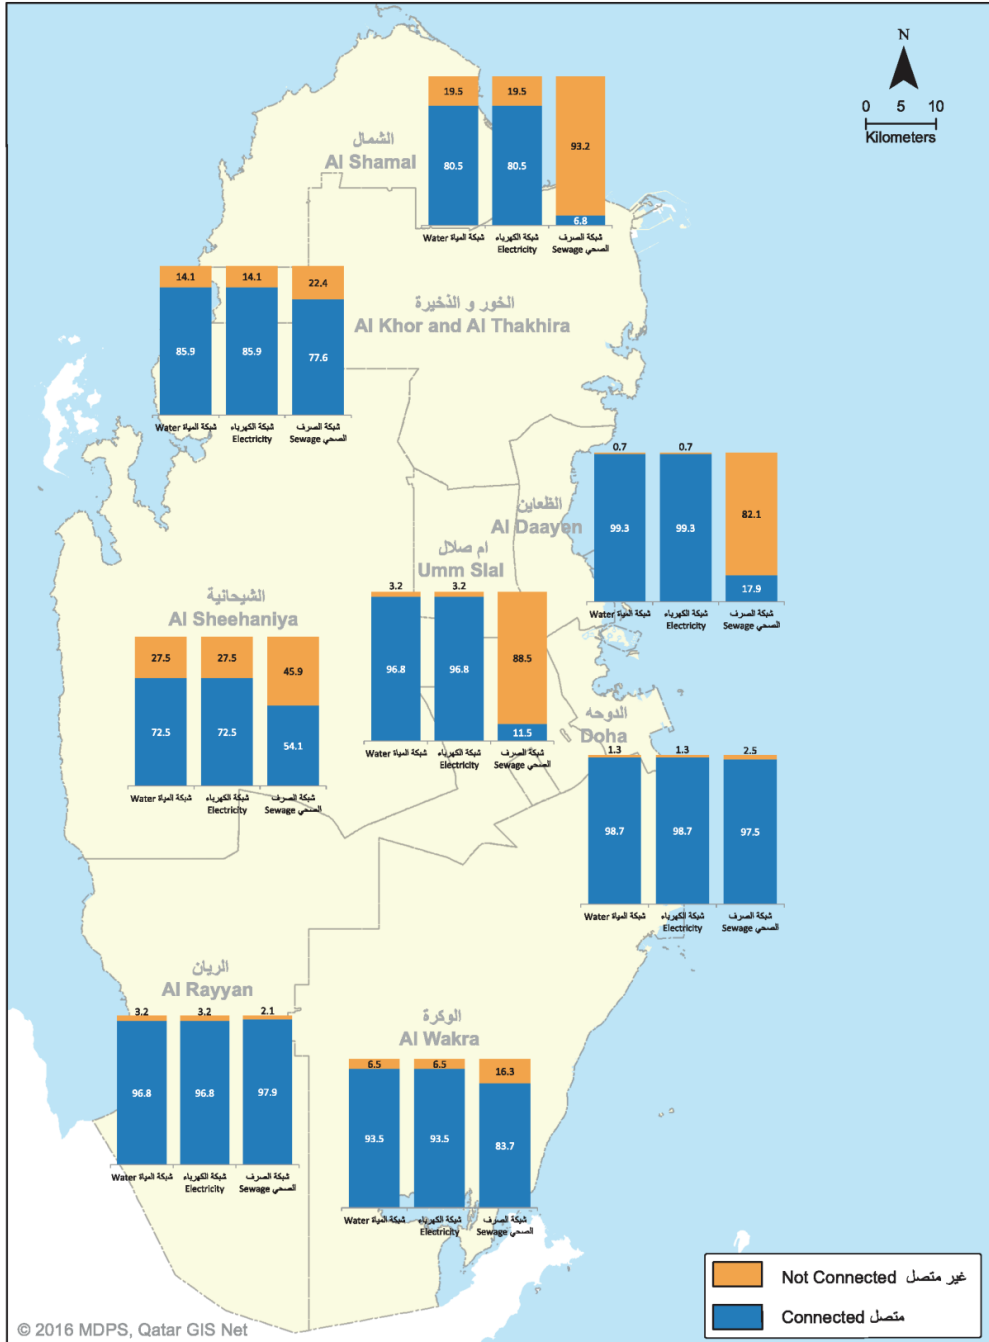 N
0 5 10
Kilometers
الشمال
Al Shamal
19.5
80.5
Water شبكة المياة
19.5
80.5
شبكة الكهرباء
Electricity
93.2
6.8
شبكة الصرف
الصحي Sewage
الخور و الذخيرة
Al Khor and Al Thakhira
14.1
85.9
Water شبكة المياة
14.1
85.9
شبكة الكهرباء
Electricity
22.4
77.6
شبكة الصرف
الصحي Sewage
الظعاين
Al Daayen
0.7
99.3
Water شبكة المياة
0.7
99.3
شبكة الكهرباء
Electricity
82.1
17.9
شبكة الصرف
الصحي Sewage
ام صلال
Umm Slal
3.2
96.8
Water شبكة المياة
3.2
96.8
شبكة الكهرباء
Electricity
88.5
11.5
شبكة الصرف
الصحي Sewage
الشيحانية
Al Sheehaniya
27.5
72.5
Water شبكة المياة
27.5
72.5
شبكة الكهرباء
Electricity
45.9
54.1
شبكة الصرف
الصحي Sewage
الدوحه
Doha
1.3
98.7
Water شبكة المياة
1.3
98.7
شبكة الكهرباء
Electricity
2.5
97.5
شبكة الصرف
الصحي Sewage
الريان
Al Rayyan
3.2
96.8
Water شبكة المياة
3.2
96.8
شبكة الكهرباء
Electricity
2.1
97.9
شبكة الصرف
الصحي Sewage
الوكرة
Al Wakra
6.5
93.5
Water شبكة المياة
6.5
93.5
شبكة الكهرباء
Electricity
16.3
83.7
شبكة الصرف
الصحي Sewage
Not Connected غير متصل
Connected متصل
© 2016 MDPS, Qatar GIS Net